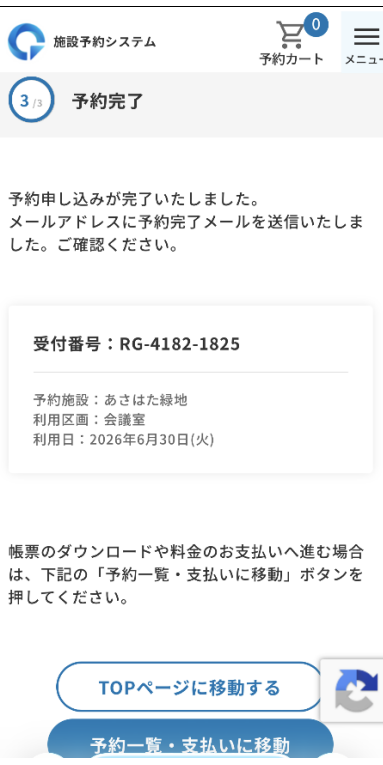 施設予約システム
0
予約カート
メニュー
3 /3
予約完了
予約申し込みが完了いたしました。
メールアドレスに予約完了メールを送信いたしま
した。ご確認ください。
受付番号：RG-4182-1825
予約施設：あさはた緑地
利用区画：会議室
利用日：2026年6月30日(火)
帳票のダウンロードや料金のお支払いへ進む場合
は、下記の「予約一覧・支払いに移動」ボタンを
押してください。
TOPページに移動する
予約一覧・支払いに移動